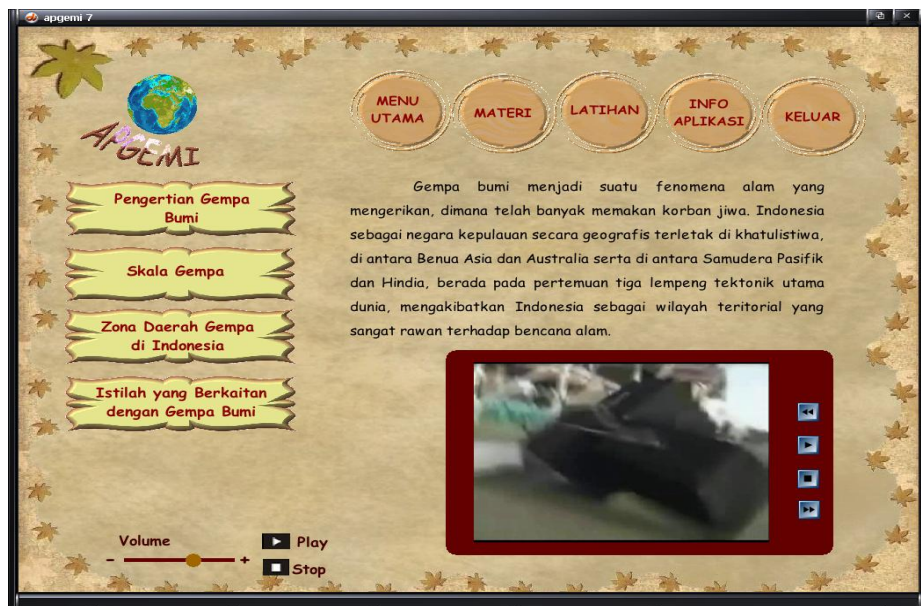 apgemi 7
APGEMI
MENU
UTAMA
MATERI
LATIHAN
INFO
APLIKASI
KELUAR
Pengertian Gempa
Bumi
Skala Gempa
Zona Daerah Gempa
di Indonesia
Istilah yang Berkaitan
dengan Gempa Bumi
Gempa bumi menjadi suatu fenomena alam yang
mengerikan, dimana telah banyak memakan korban jiwa. Indonesia
sebagai negara kepulauan secara geografis terletak di khatulistiwa,
di antara Benua Asia dan Australia serta di antara Samudera Pasifik
dan Hindia, berada pada pertemuan tiga lempeng tektonik utama
dunia, mengakibatkan Indonesia sebagai wilayah teritorial yang
sangat rawan terhadap bencana alam.
Volume
- +
Play
Stop